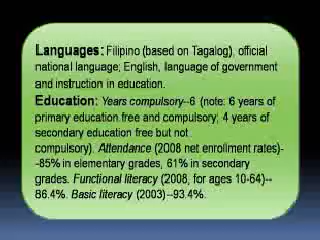 Languages: Filipino (based on Tagalog), official
national language; English, language of government
and instruction in education.
Education: Years compulsory--6 (note: 6 years of
primary education free and compulsory; 4 years of
secondary education free but not
compulsory). Attendance (2008 net enrollment rates)-
-85% in elementary grades, 61% in secondary
grades. Functional literacy (2008, for ages 10-64)--
86.4%. Basic literacy (2003)--93.4%.